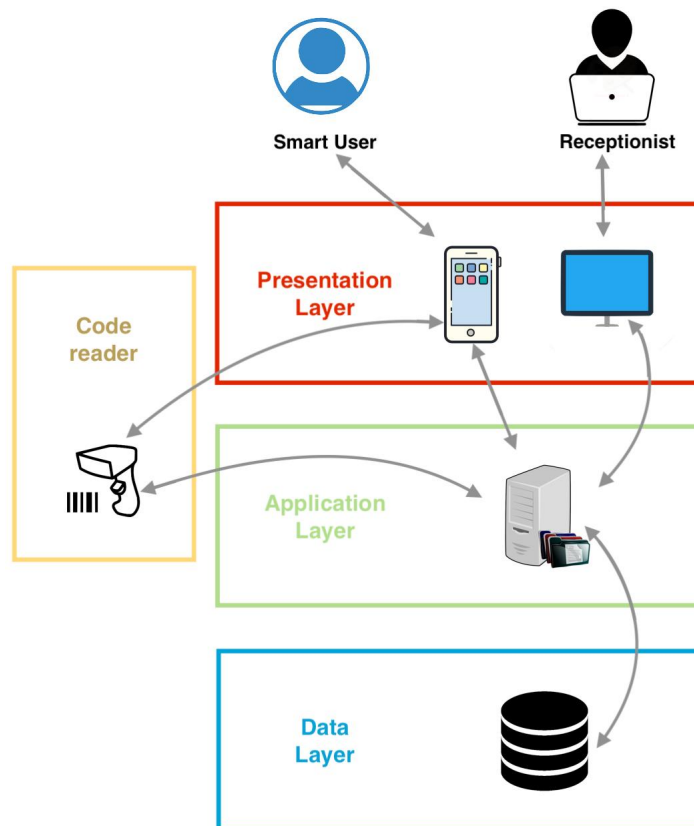 Smart User
Receptionist
Presentation
Layer
Code
reader
Application
Layer
Data
Layer